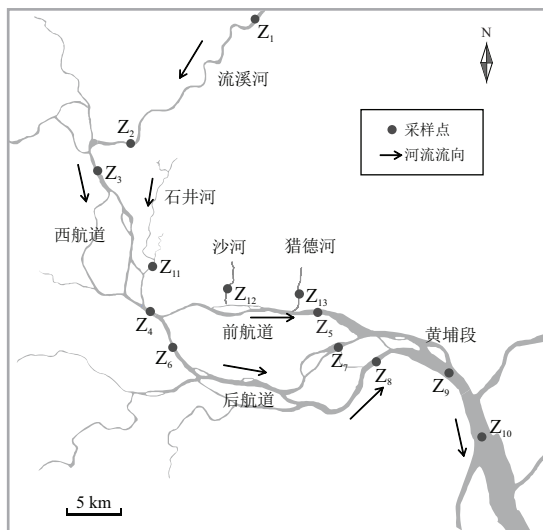 Z₁
N
流溪河
Z₂
采样点
河流流向
Z₃
石井河
西航道
沙河
猎德河
Z₁₁
Z₁₂
Z₁₃
Z₄
前航道
Z₅
黄埔段
Z₆
Z₇
Z₈
Z₉
后航道
Z₁₀
5 km